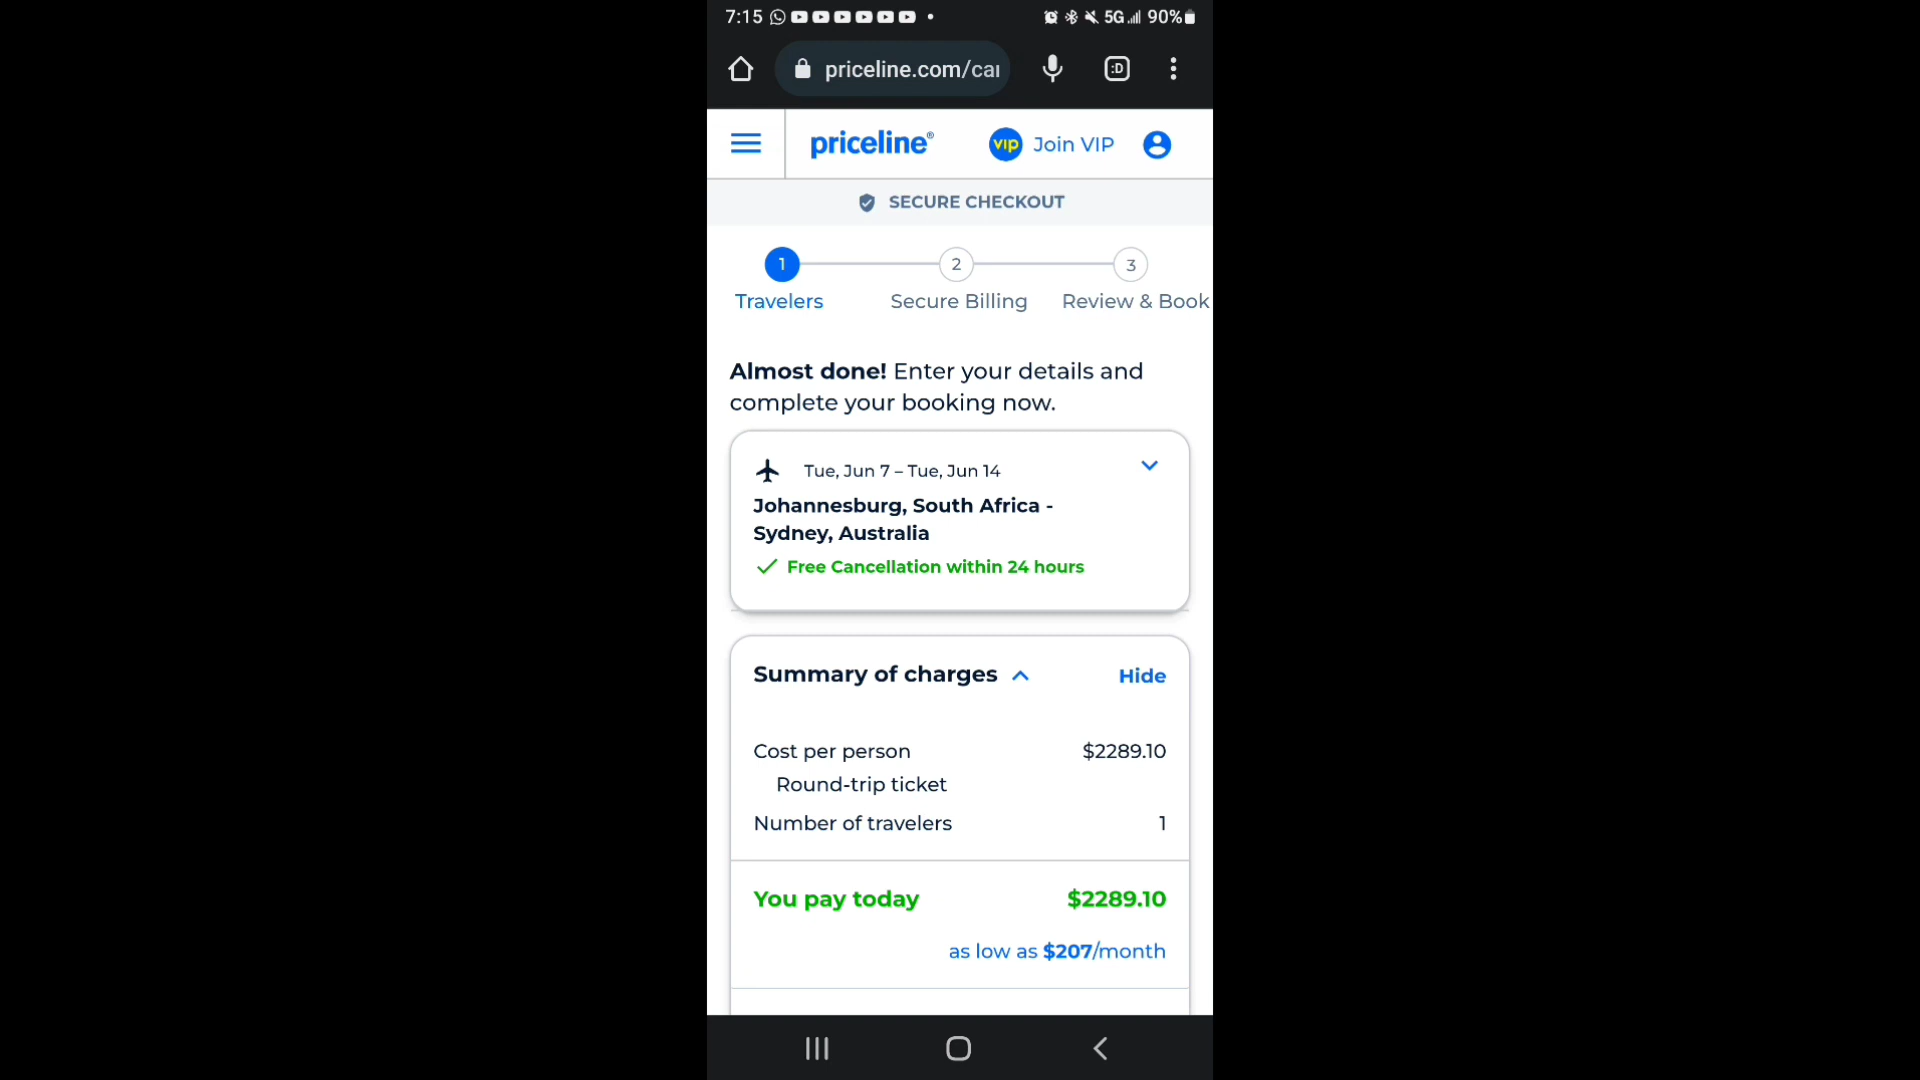 7:15 5G 90%
priceline.com/car
:D
priceline® vip Join VIP
SECURE CHECKOUT
1 2 3
Travelers Secure Billing Review & Book
Almost done! Enter your details and
complete your booking now.
Tue, Jun 7 – Tue, Jun 14
Johannesburg, South Africa -
Sydney, Australia
Free Cancellation within 24 hours
Summary of charges Hide
Cost per person $2289.10
Round-trip ticket
Number of travelers 1
You pay today $2289.10
as low as $207/month